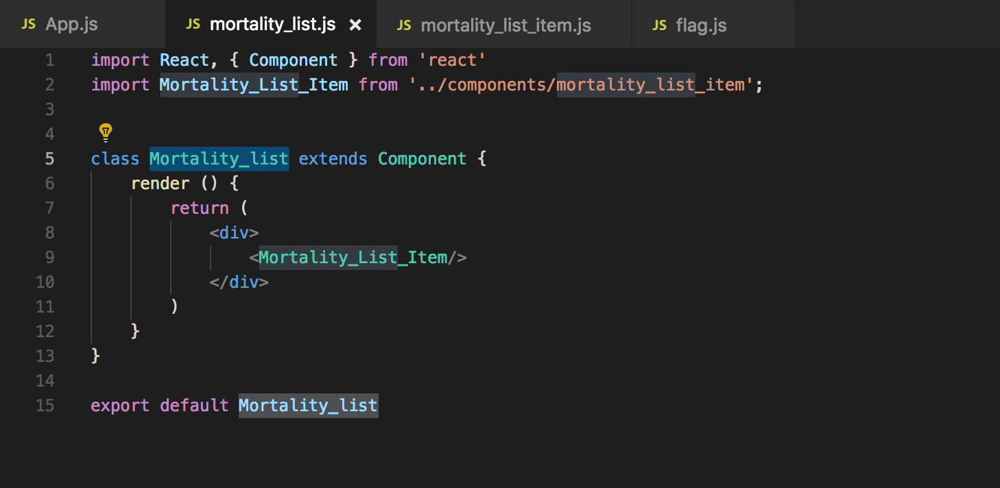 JS App.js JS mortality_list.js × JS mortality_list_item.js JS flag.js
1 import React, { Component } from 'react'
2 import Mortality_List_Item from '../components/mortality_list_item';
3
4
5 class Mortality_list extends Component {
6     render () {
7         return (
8             <div>
9                 <Mortality_List_Item/>
10             </div>
11         )
12     }
13 }
14
15 export default Mortality_list